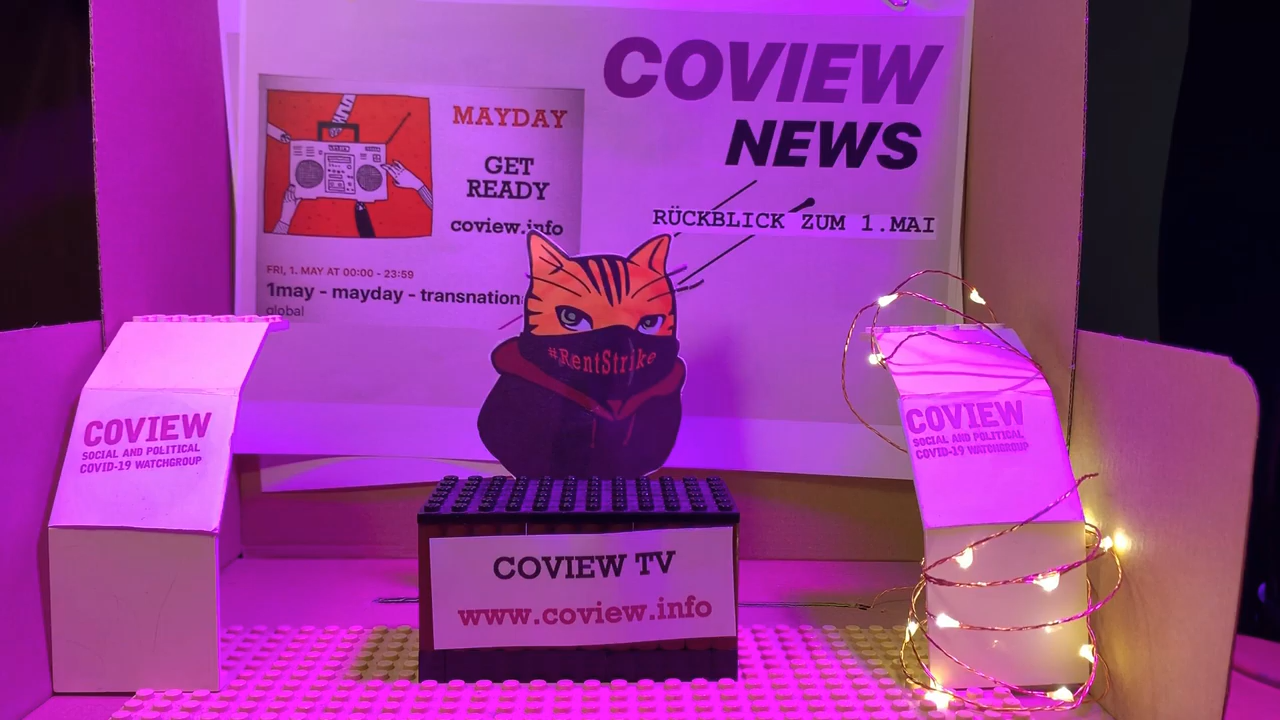 COVIEW
NEWS
MAYDAY
GET
READY
coview.info
RÜCKBLICK ZUM 1.MAI
FRI, 1. MAY AT 00:00 - 23:59
1may - mayday - transnation
global
#RentStrike
COVIEW
SOCIAL AND POLITICAL
COVID-19 WATCHGROUP
COVIEW
SOCIAL AND POLITICAL
COVID-19 WATCHGROUP
COVIEW TV
www.coview.info